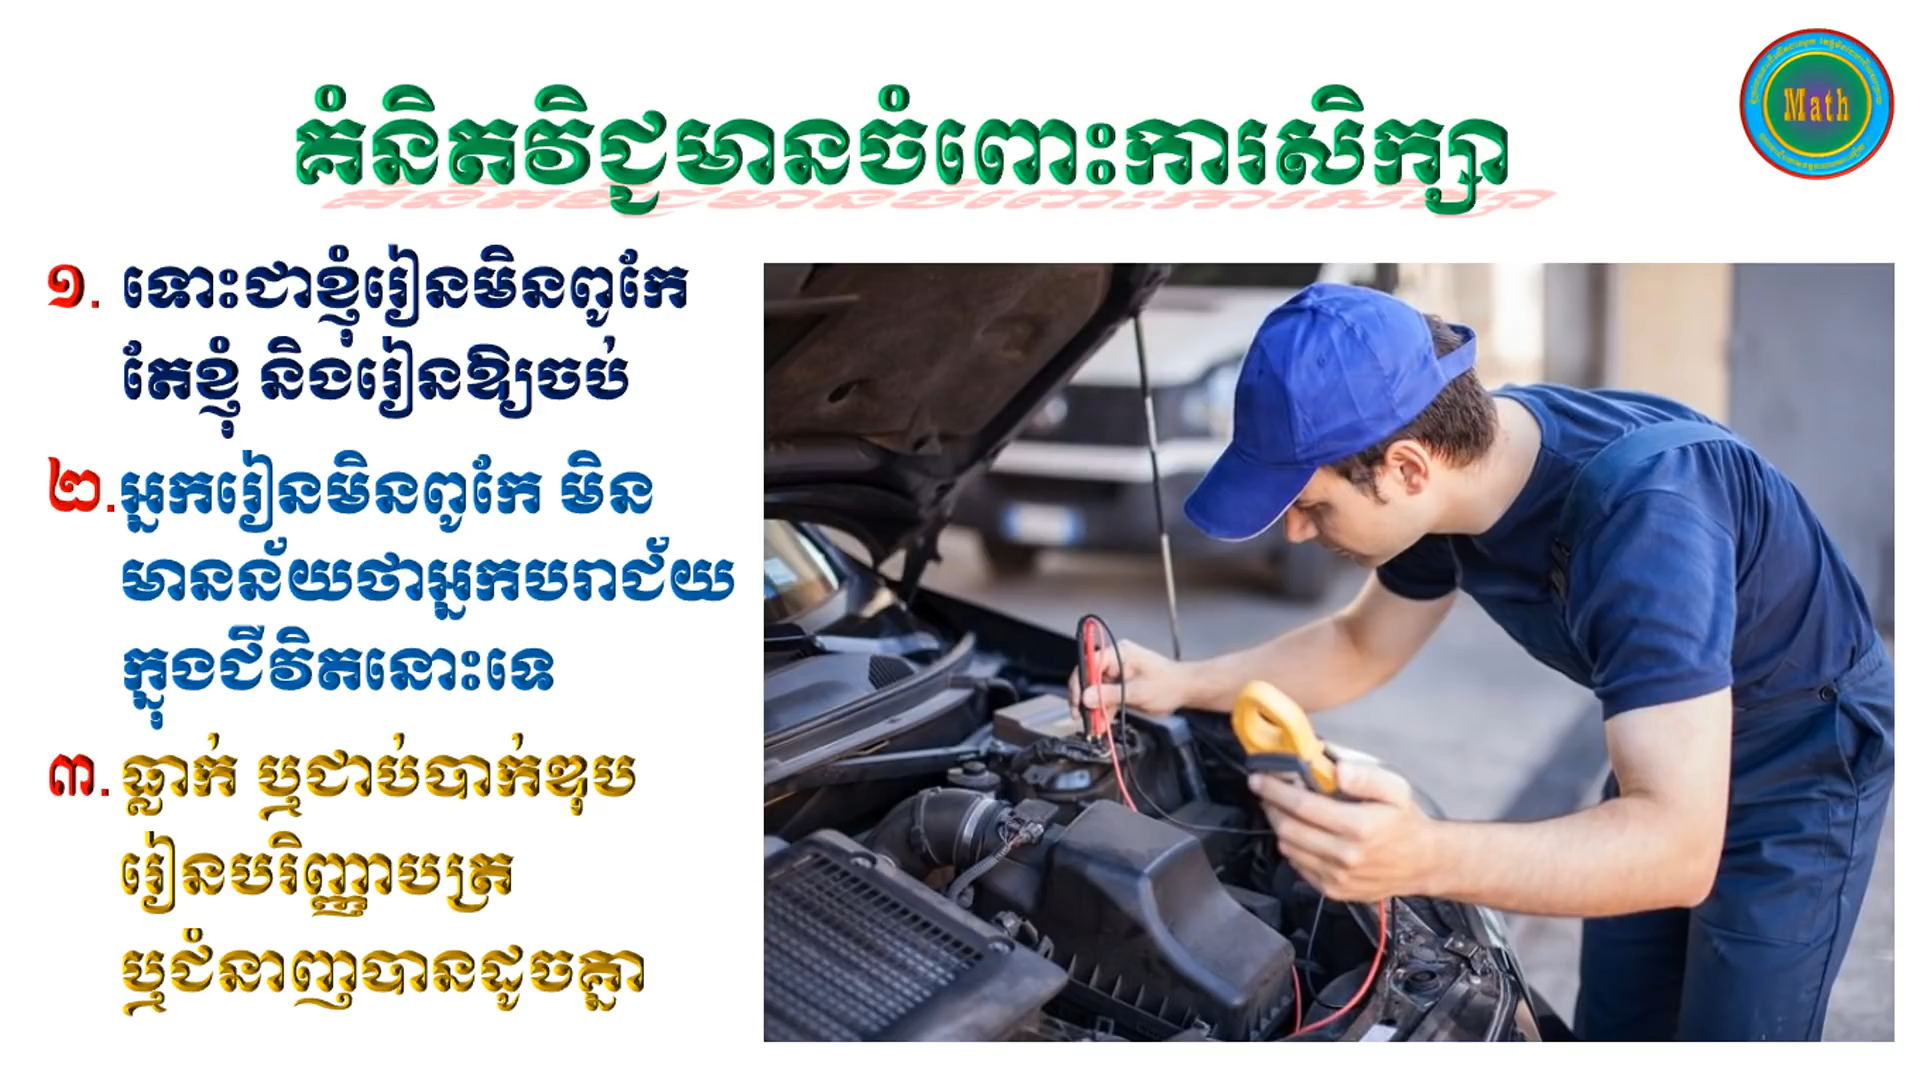 គំនិតវិជ្ជមានចំពោះការសិក្សា
Math
១. ទោះជាខ្ញុំរៀនមិនពូកែ
តែខ្ញុំ និងរៀនឱ្យចប់
២.អ្នករៀនមិនពូកែ មិន
មានន័យថាអ្នកបរាជ័យ
ក្នុងជីវិតនោះទេ
៣. ធ្លាក់ ឬជាប់បាក់ឌុប
រៀនបរិញ្ញាបត្រ
ឬជំនាញបានដូចគ្នា